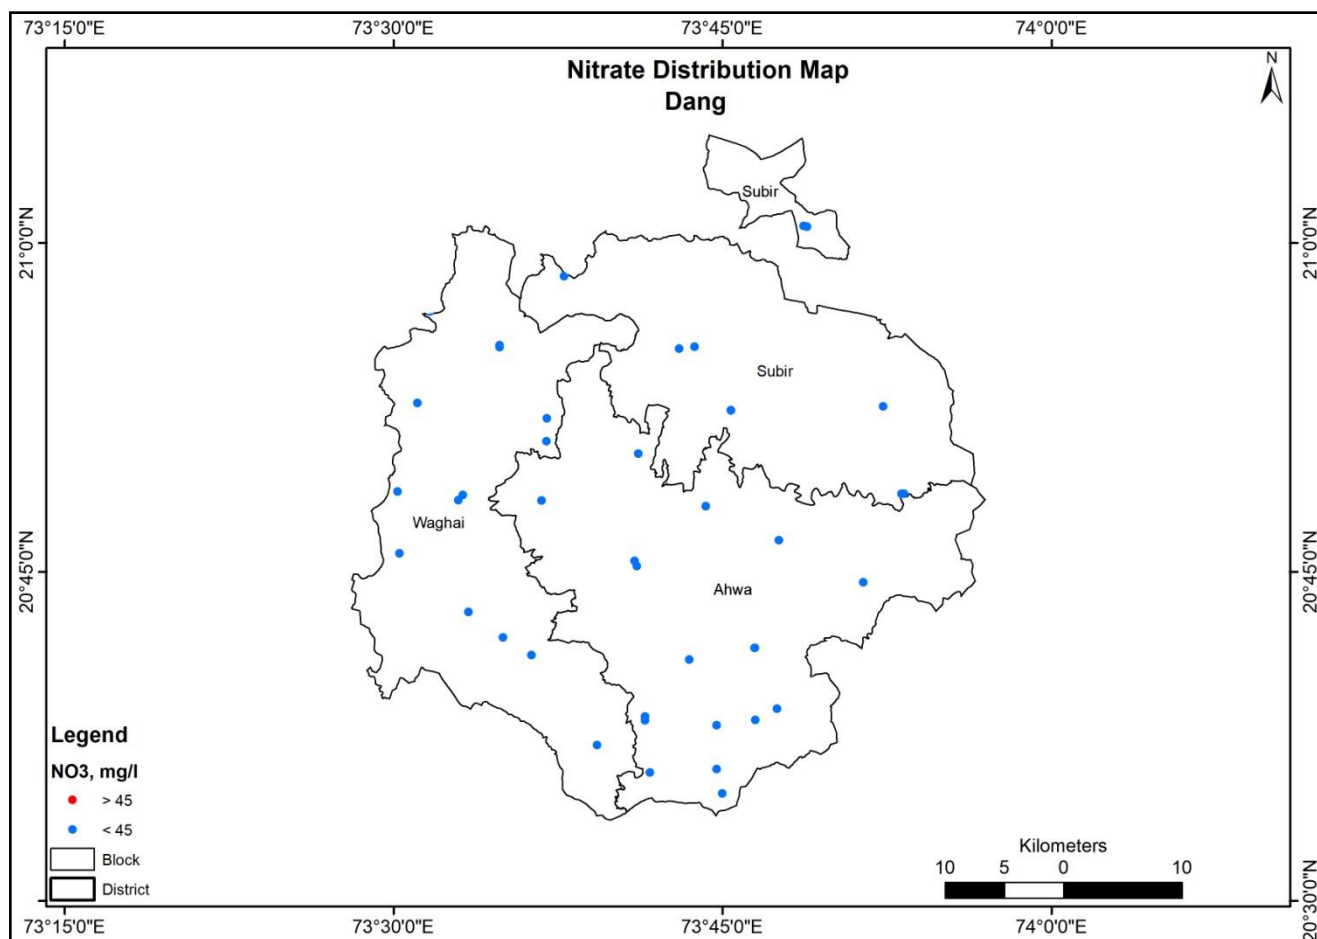 73°15'0"E 73°30'0"E 73°45'0"E 74°0'0"E
Nitrate Distribution Map
Dang
N
Subir
21°0'0"N
21°0'0"N
Subir
Waghai
20°45'0"N
20°45'0"N
Ahwa
Legend
NO3, mg/l
> 45
< 45
Block
District
Kilometers
10 5 0 10
20°30'0"N
73°15'0"E 73°30'0"E 73°45'0"E 74°0'0"E